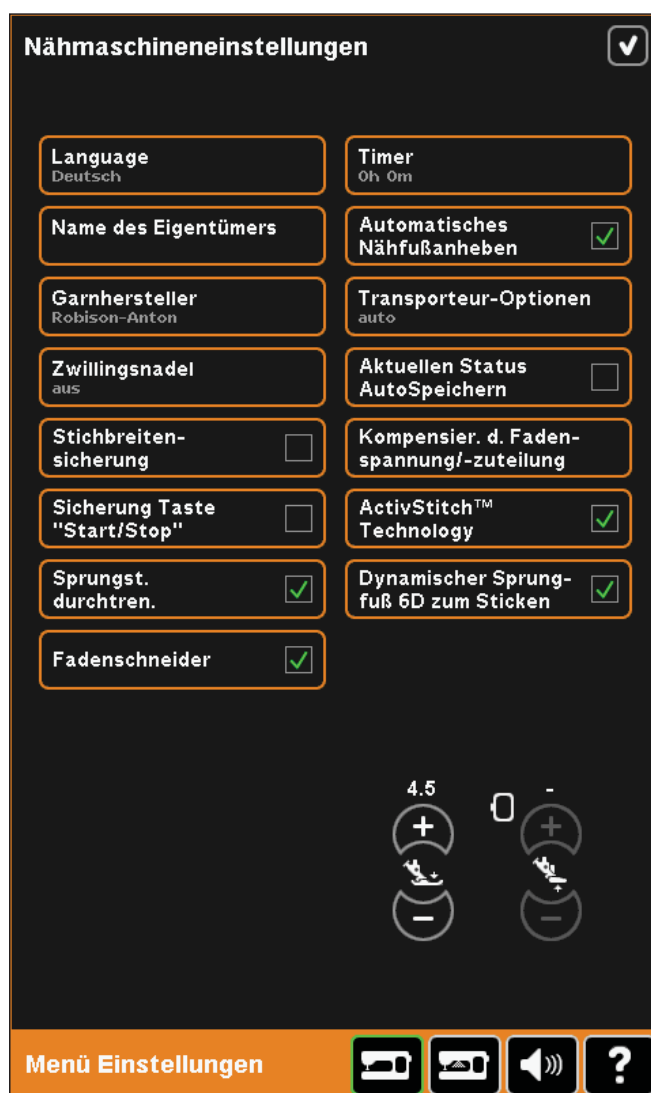 Nähmaschineneinstellungen
Language
Deutsch
Timer
0h 0m
Name des Eigentümers
Automatisches
Nähfußanheben
Garnhersteller
Robison-Anton
Transporteur-Optionen
auto
Zwillingsnadel
aus
Aktuellen Status
AutoSpeichern
Stichbreiten-
sicherung
Kompensier. d. Faden-
spannung/-zuteilung
Sicherung Taste
"Start/Stop"
ActivStitch™
Technology
Sprungst.
durchtren.
Dynamischer Sprung-
fuß 6D zum Sticken
Fadenschneider
4.5 -
+ +
− −
Menü Einstellungen ?